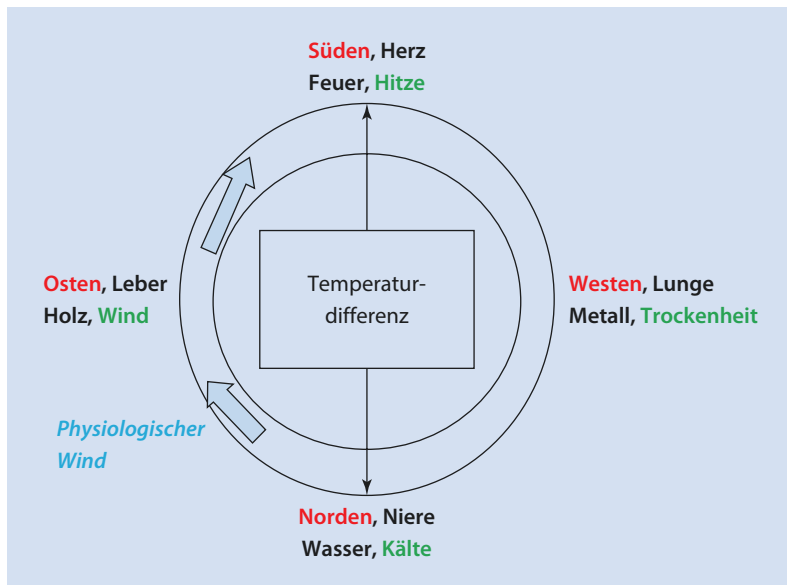 Süden, Herz
Feuer, Hitze
Temperatur-
differenz
Osten, Leber
Holz, Wind
Westen, Lunge
Metall, Trockenheit
Physiologischer
Wind
Norden, Niere
Wasser, Kälte